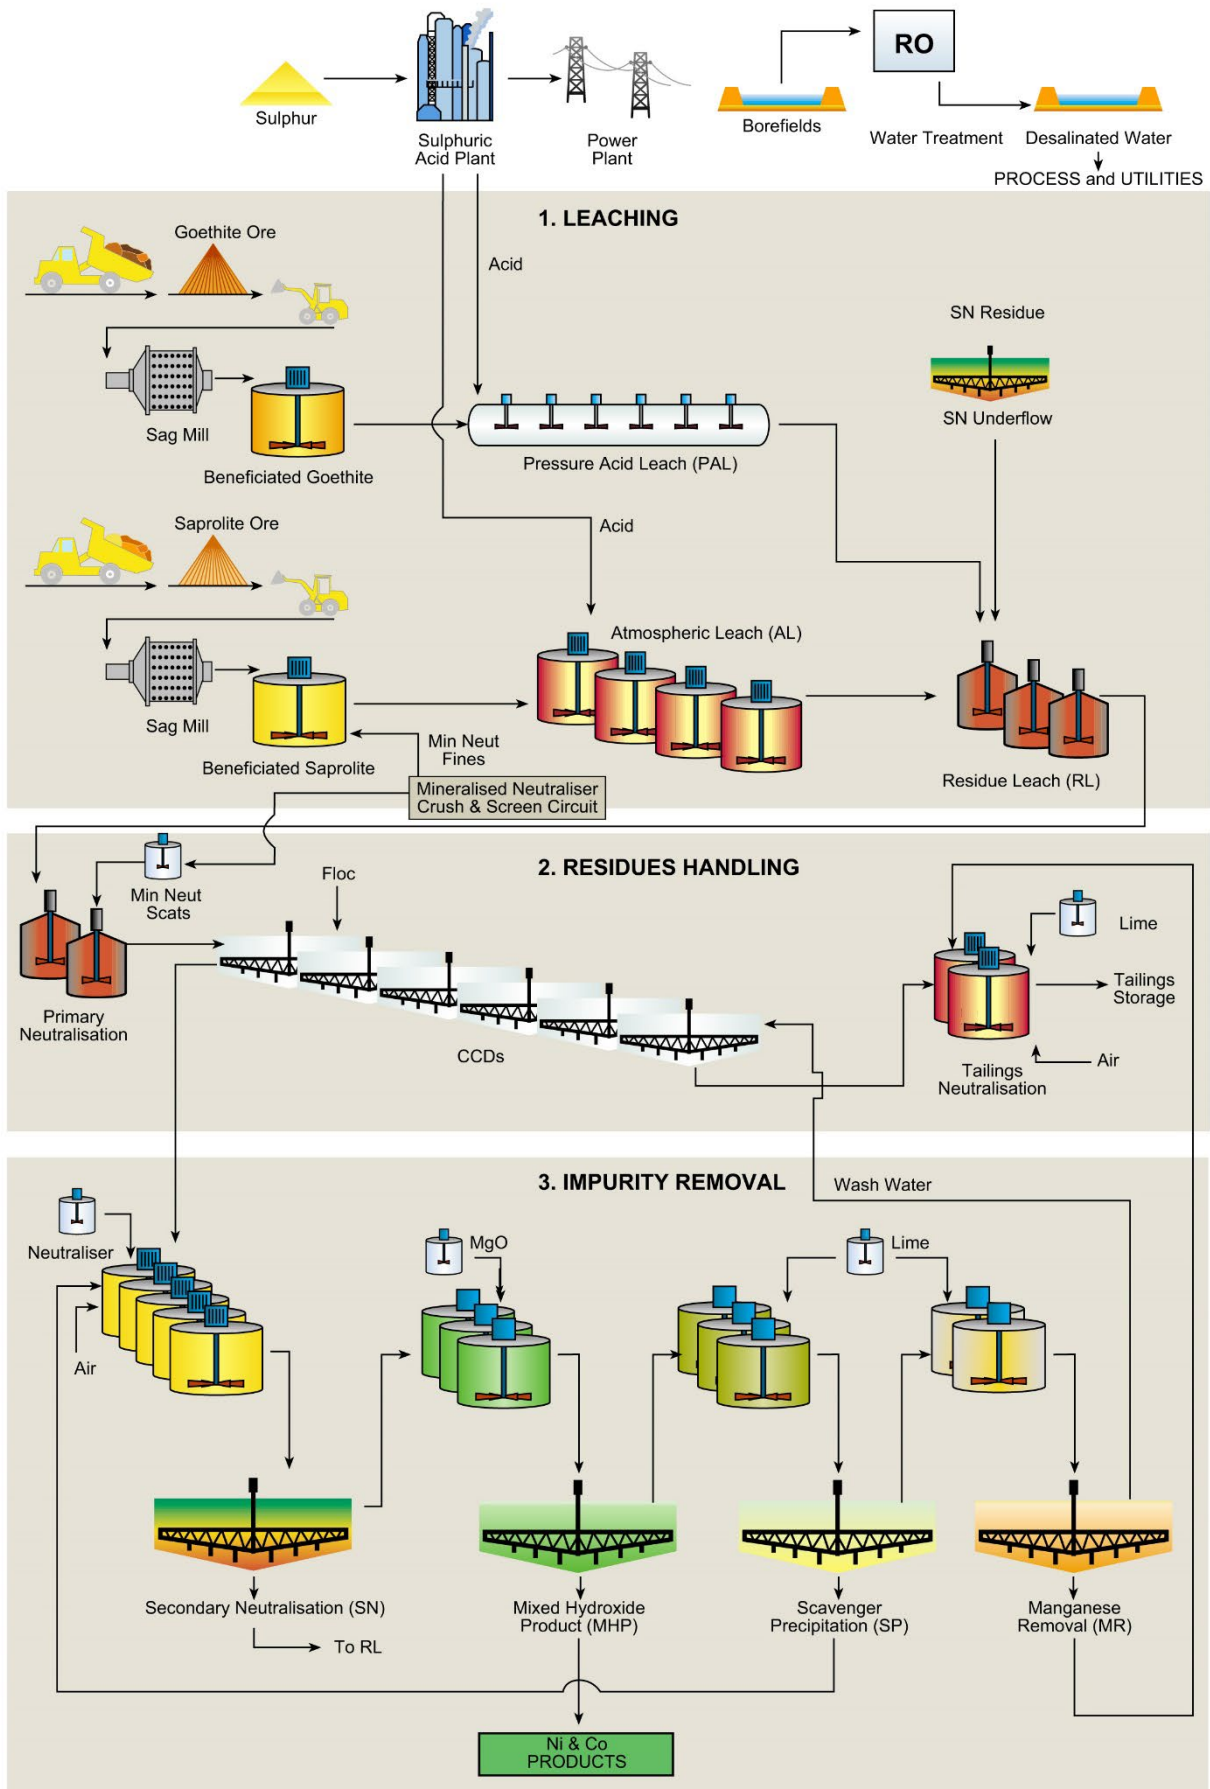 RO
Sulphur
Sulphuric
Acid Plant
Power
Plant
Borefields
Water Treatment
Desalinated Water
PROCESS and UTILITIES
1. LEACHING
Goethite Ore
Acid
SN Residue
SN Underflow
Sag Mill
Beneficiated Goethite
Pressure Acid Leach (PAL)
Saprolite Ore
Acid
Atmospheric Leach (AL)
Sag Mill
Beneficiated Saprolite
Min Neut
Fines
Mineralised Neutraliser
Crush & Screen Circuit
Residue Leach (RL)
2. RESIDUES HANDLING
Min Neut
Scats
Floc
Lime
Tailings
Storage
Primary
Neutralisation
CCDs
Air
Tailings
Neutralisation
3. IMPURITY REMOVAL
Wash Water
Neutraliser
MgO
Lime
Air
Secondary Neutralisation (SN)
To RL
Mixed Hydroxide
Product (MHP)
Scavenger
Precipitation (SP)
Manganese
Removal (MR)
Ni & Co
PRODUCTS